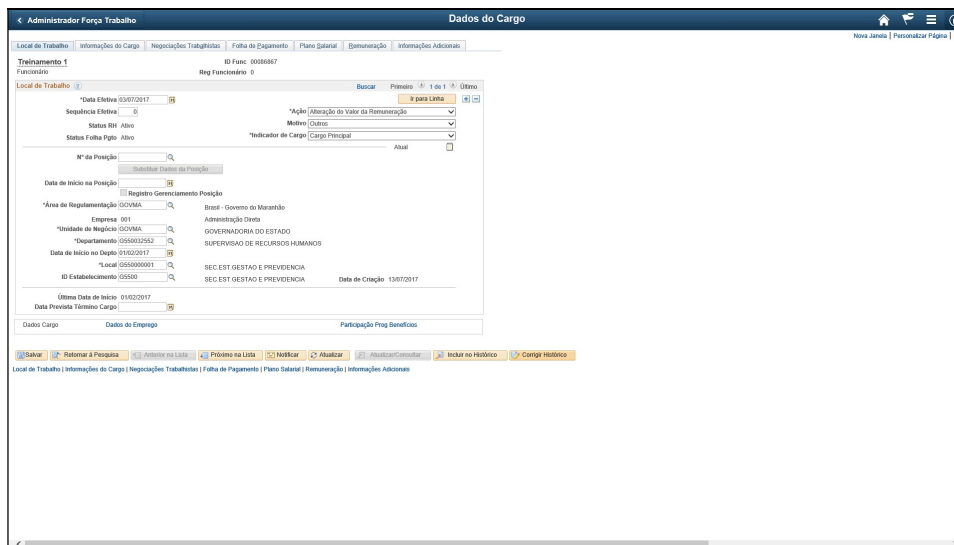 Administrador Força Trabalho
Dados do Cargo
Nova Janela | Personalizar Página |
Local de Trabalho Informações do Cargo Negociações Trabalhistas Folha de Pagamento Plano Salarial Remuneração Informações Adicionais
Treinamento 1 ID Func 00086867
Funcionário Reg Funcionário 0
Local de Trabalho Buscar Primeiro 1 de 1 Último
*Data Efetiva 03/07/2017 Ir para Linha
Sequência Efetiva 0 *Ação Alteração do Valor da Remuneração
Status RH Ativo Motivo Outros
Status Folha Pgto Ativo *Indicador de Cargo Cargo Principal
Atual
Nº da Posição
Substituir Dados da Posição
Data de Início na Posição
Registro Gerenciamento Posição
*Área de Regulamentação GOVMA Brasil - Governo do Maranhão
Empresa 001 Administração Direta
*Unidade de Negócio GOVMA GOVERNADORIA DO ESTADO
*Departamento G550032552 SUPERVISAO DE RECURSOS HUMANOS
Data de Início no Depto 01/02/2017
*Local G550000001 SEC.EST.GESTAO E PREVIDENCIA
ID Estabelecimento G5500 SEC.EST.GESTAO E PREVIDENCIA Data de Criação 13/07/2017
Última Data de Início 01/02/2017
Data Prevista Término Cargo
Dados Cargo Dados do Emprego Participação Prog Benefícios
Salvar Retornar à Pesquisa Anterior na Lista Próximo na Lista Notificar Atualizar Atualizar/Consultar Incluir no Histórico Corrigir Histórico
Local de Trabalho | Informações do Cargo | Negociações Trabalhistas | Folha de Pagamento | Plano Salarial | Remuneração | Informações Adicionais